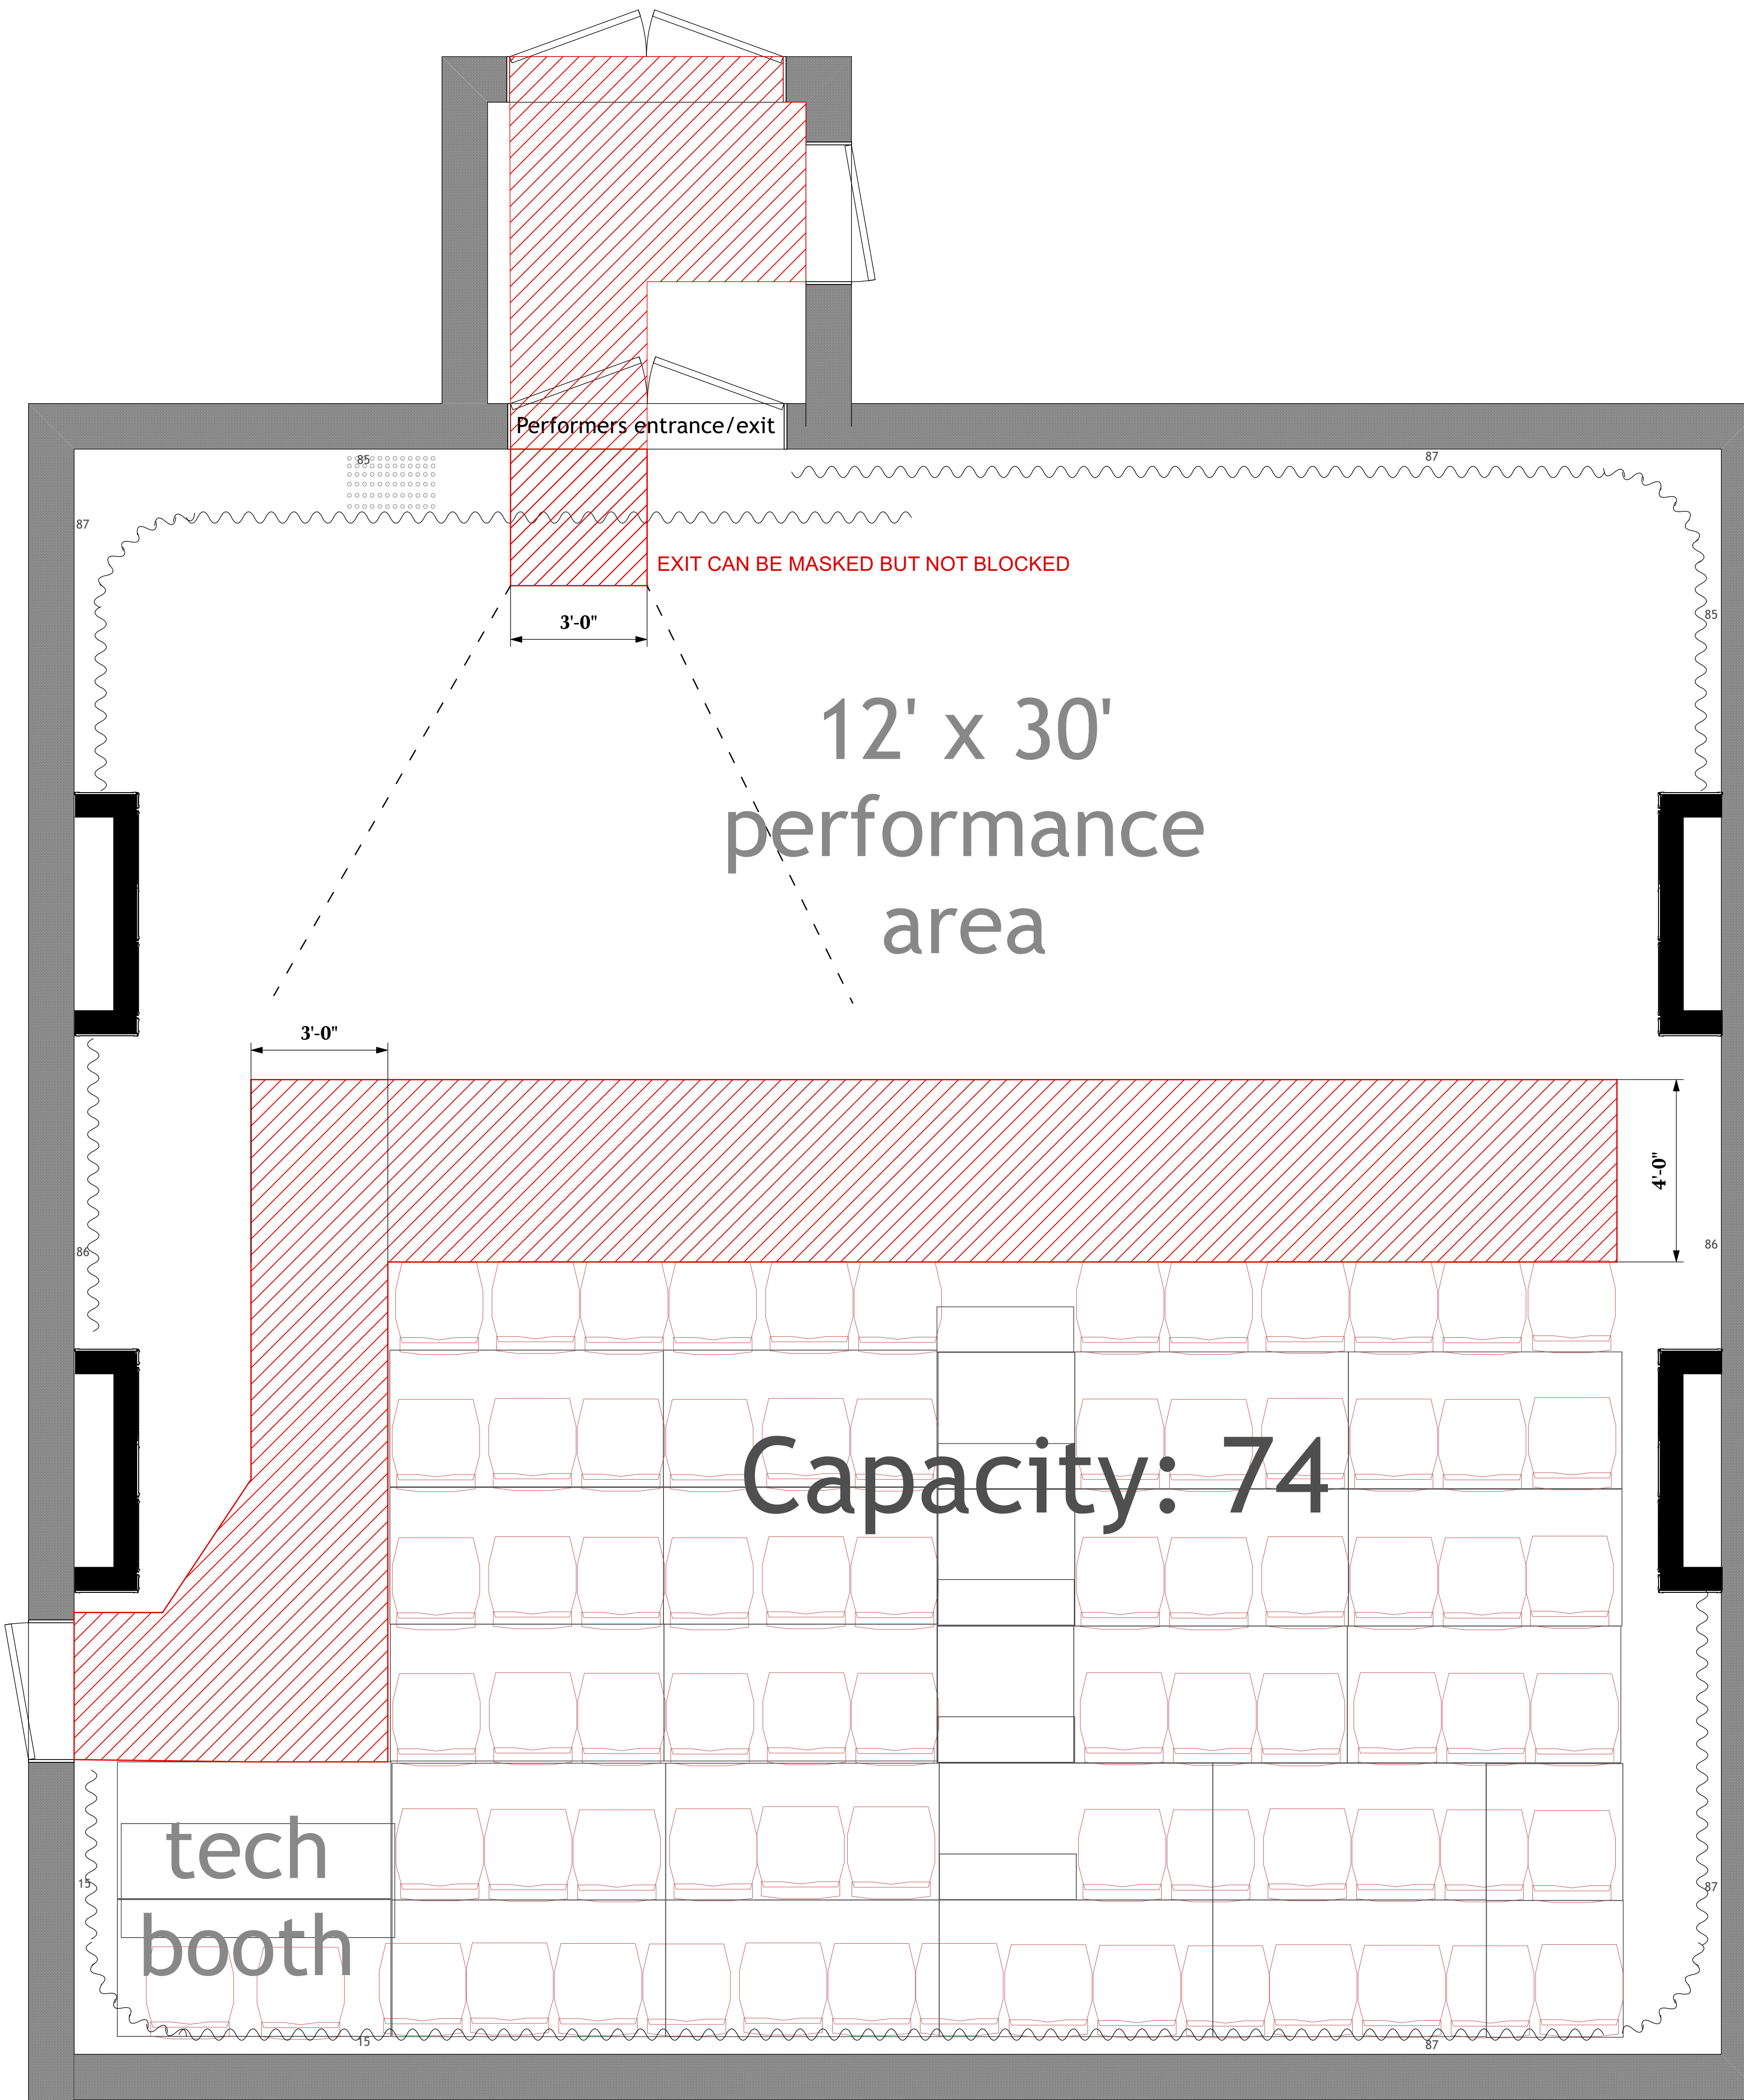 Performers entrance/exit
85
87
87
EXIT CAN BE MASKED BUT NOT BLOCKED
85
3'-0"
12' x 30'
performance
area
3'-0"
4'-0"
86
86
Capacity: 74
tech
booth
15
87
15
87